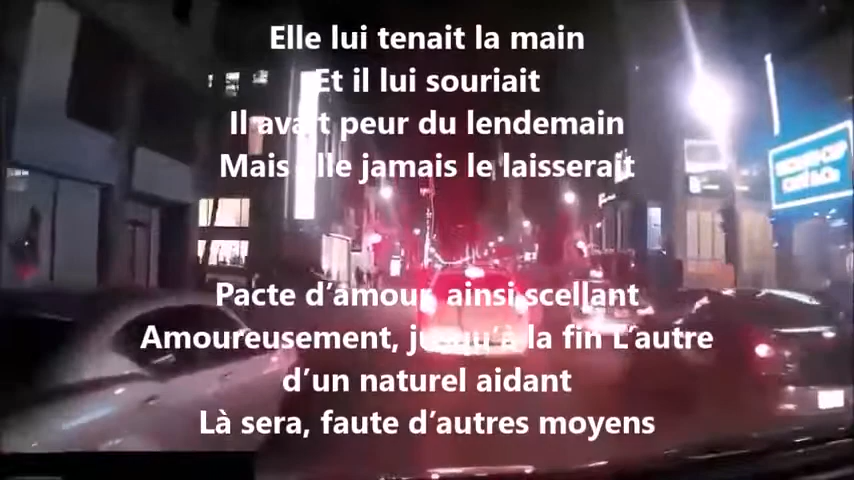 Elle lui tenait la main
Et il lui souriait
Il avait peur du lendemain
Mais elle jamais le laisserait
Pacte d’amour, ainsi scellant
Amoureusement, jusqu’à la fin L’autre
d’un naturel aidant
Là sera, faute d’autres moyens